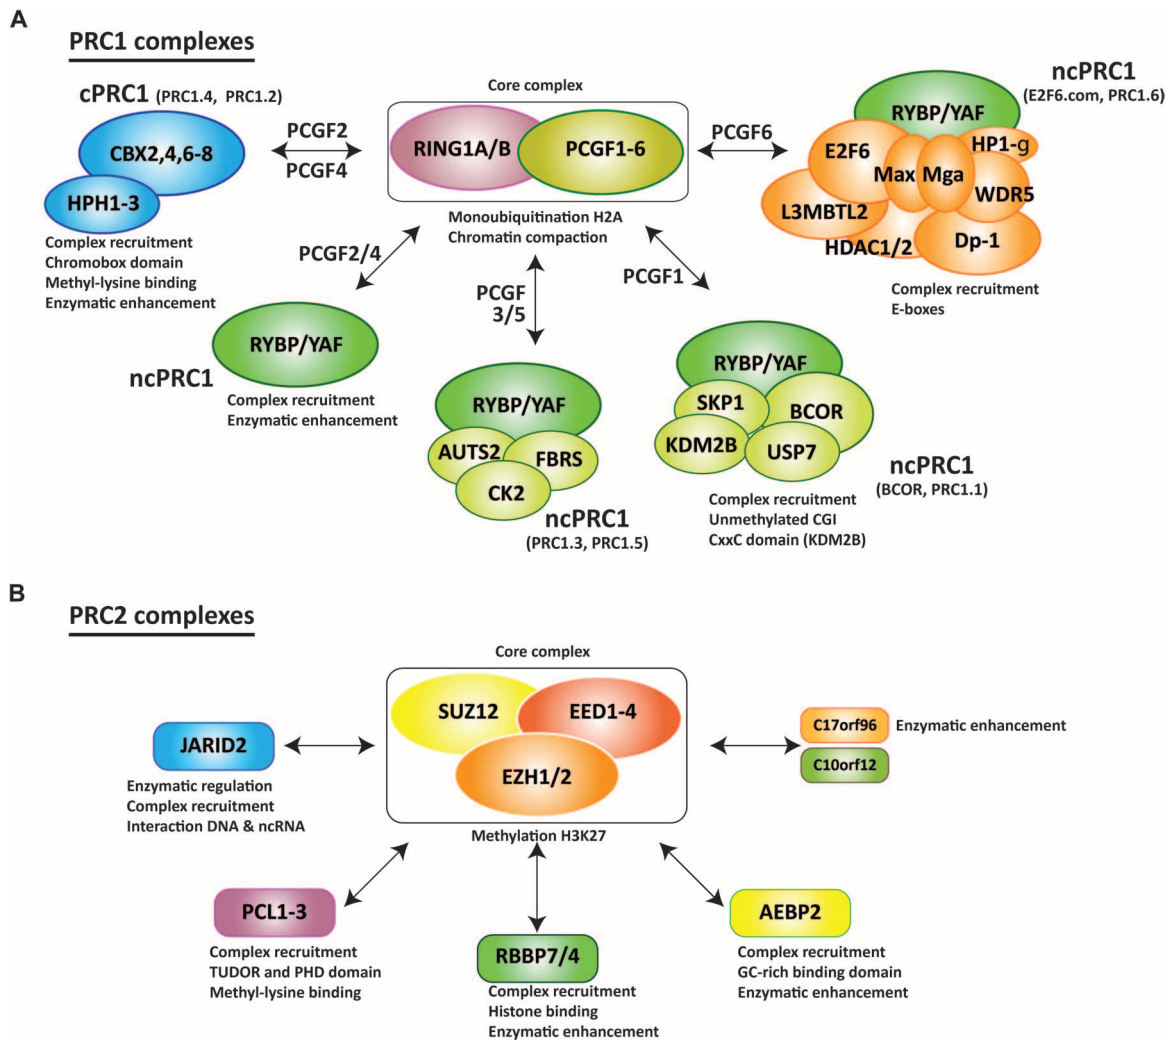 A
PRC1 complexes
cPRC1 (PRC1.4, PRC1.2)
CBX2,4,6-8
HPH1-3
Complex recruitment
Chromobox domain
Methyl-lysine binding
Enzymatic enhancement
PCGF2
PCGF4
Core complex
RING1A/B
PCGF1-6
Monoubiquitination H2A
Chromatin compaction
PCGF6
ncPRC1
(E2F6.com, PRC1.6)
RYBP/YAF
E2F6
Max
Mga
HP1-g
WDR5
L3MBTL2
HDAC1/2
Dp-1
Complex recruitment
E-boxes
PCGF2/4
RYBP/YAF
ncPRC1
Complex recruitment
Enzymatic enhancement
PCGF
3/5
RYBP/YAF
AUTS2
FBRS
CK2
ncPRC1
(PRC1.3, PRC1.5)
PCGF1
RYBP/YAF
SKP1
BCOR
KDM2B
USP7
ncPRC1
(BCOR, PRC1.1)
Complex recruitment
Unmethylated CGI
CxxC domain (KDM2B)
B
PRC2 complexes
Core complex
SUZ12
EED1-4
EZH1/2
Methylation H3K27
JARID2
Enzymatic regulation
Complex recruitment
Interaction DNA & ncRNA
C17orf96
Enzymatic enhancement
C10orf12
PCL1-3
Complex recruitment
TUDOR and PHD domain
Methyl-lysine binding
RBBP7/4
Complex recruitment
Histone binding
Enzymatic enhancement
AEBP2
Complex recruitment
GC-rich binding domain
Enzymatic enhancement